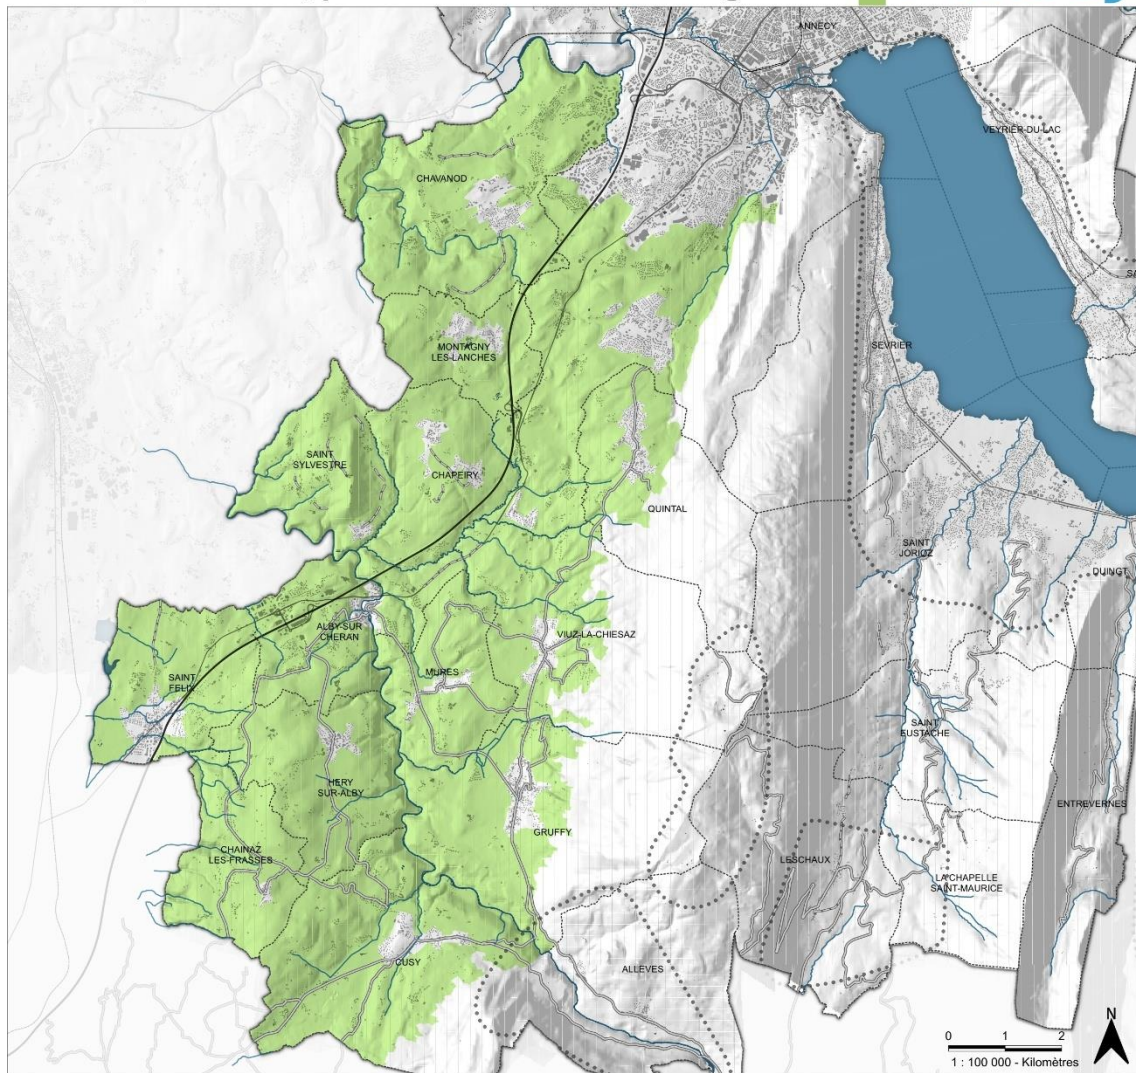 ANNECY
VEYRIER-DU-LAC
CHAVANOD
SEVRIER
MONTAGNY
LES-LANCHES
SAINT
SYLVESTRE
CHAPEIRY
QUINTAL
SAINT
JORIOZ
DUINGT
ALBY-SUR
CHERAN
VIUZ-LA-CHIESAZ
MURES
SAINT
FELIX
SAINT
EUSTACHE
HERY
SUR-ALBY
ENTREVERNES
GRUFFY
CHAINAZ
LES-FRASSES
LESCHAUX
LA CHAPELLE
SAINT-MAURICE
CUSY
ALLEVES
N
0 1 2
1 : 100 000 - Kilomètres